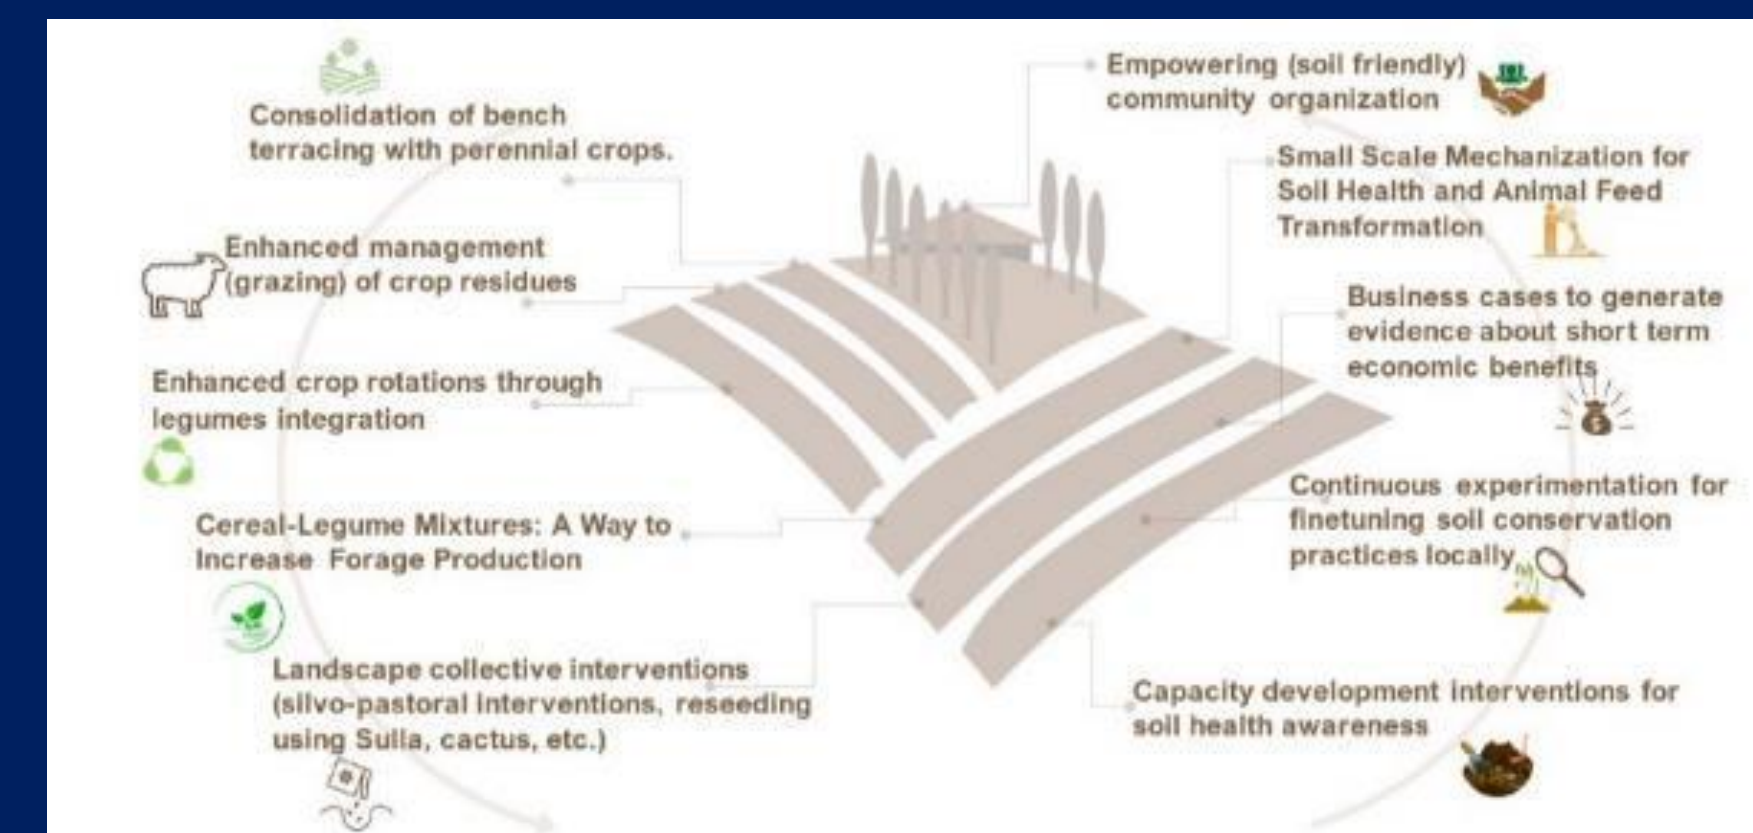 Consolidation of bench
terracing with perennial crops.
Enhanced management
(grazing) of crop residues
Enhanced crop rotations through
legumes integration
Cereal-Legume Mixtures: A Way to
Increase Forage Production
Landscape collective interventions
(silvo-pastoral interventions, reseeding
using Sulla, cactus, etc.)
Empowering (soil friendly)
community organization
Small Scale Mechanization for
Soil Health and Animal Feed
Transformation
Business cases to generate
evidence about short term
economic benefits
Continuous experimentation for
finetuning soil conservation
practices locally
Capacity development interventions for
soil health awareness